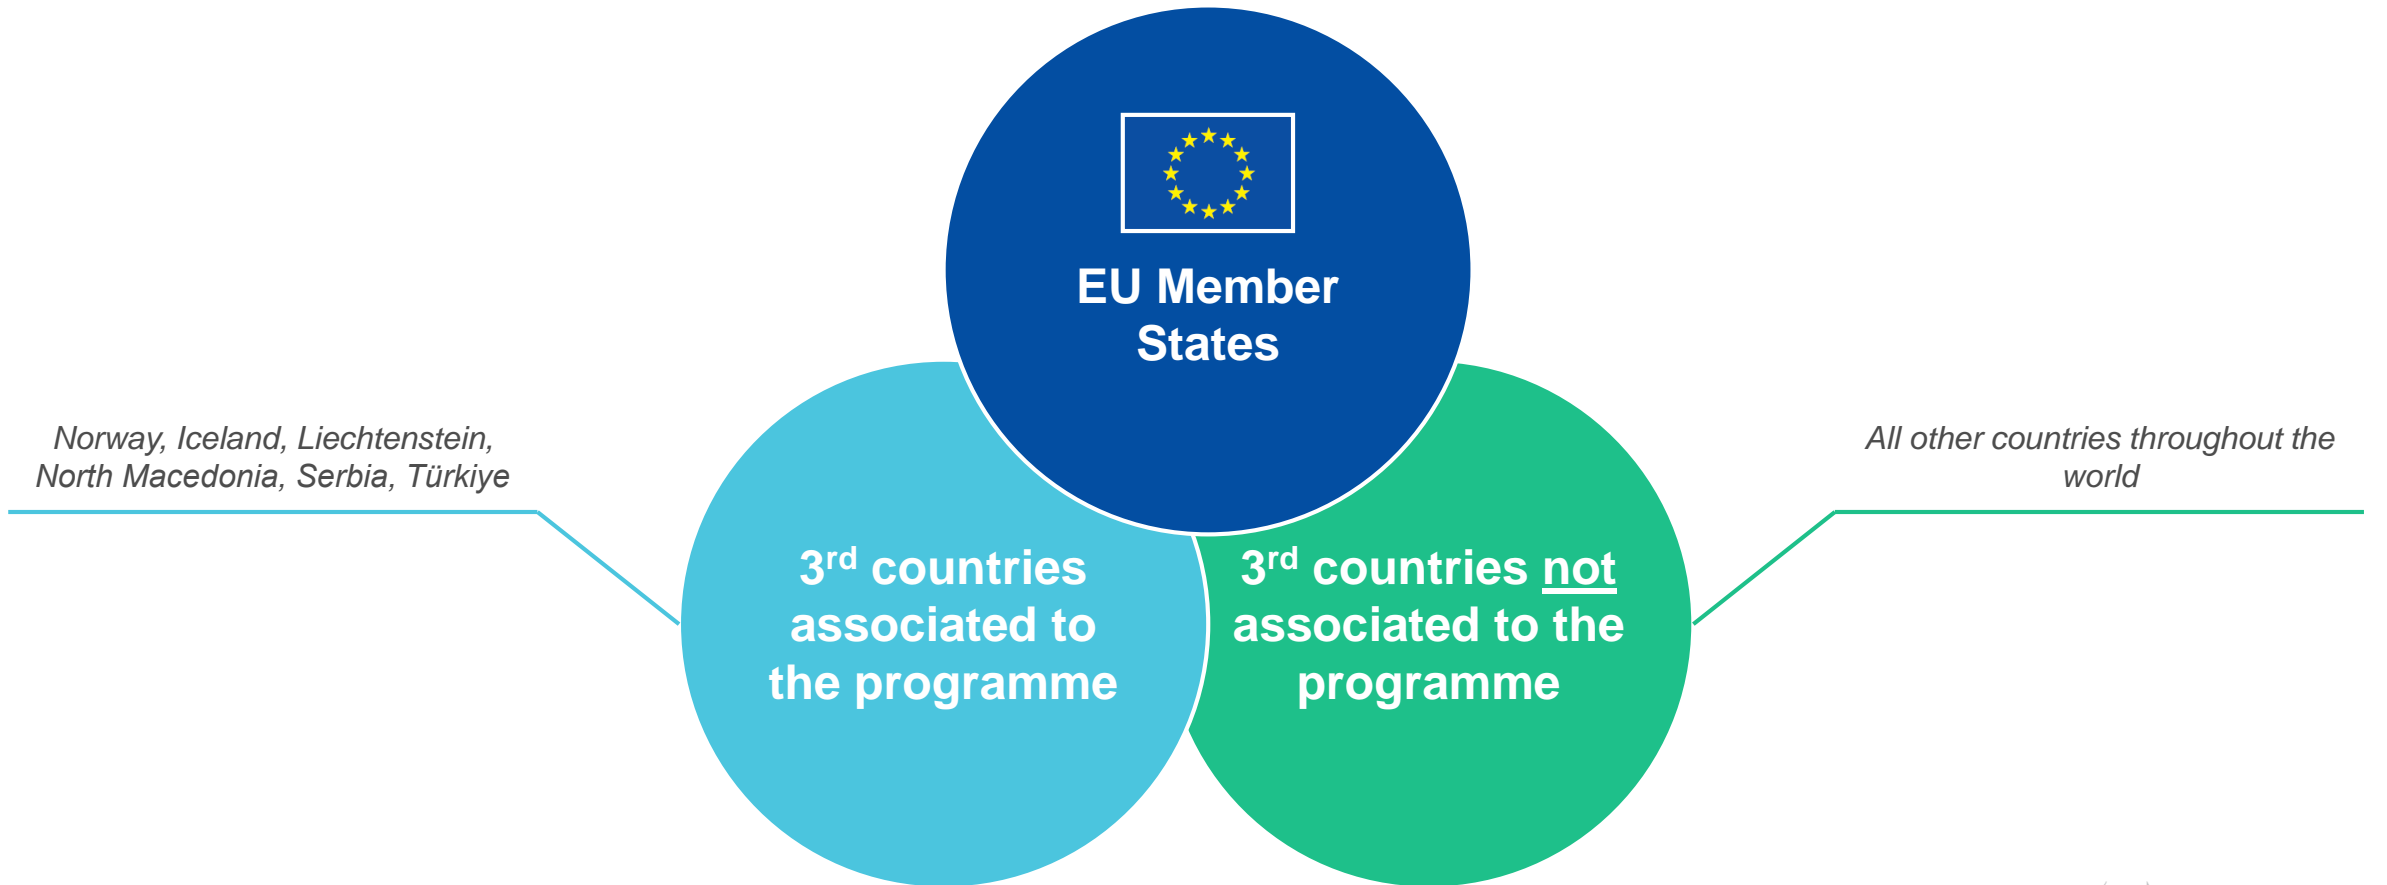 EU Member
States
Norway, Iceland, Liechtenstein,
North Macedonia, Serbia, Türkiye
All other countries throughout the
world
3rd countries
associated to
the programme
3rd countries not
associated to the
programme